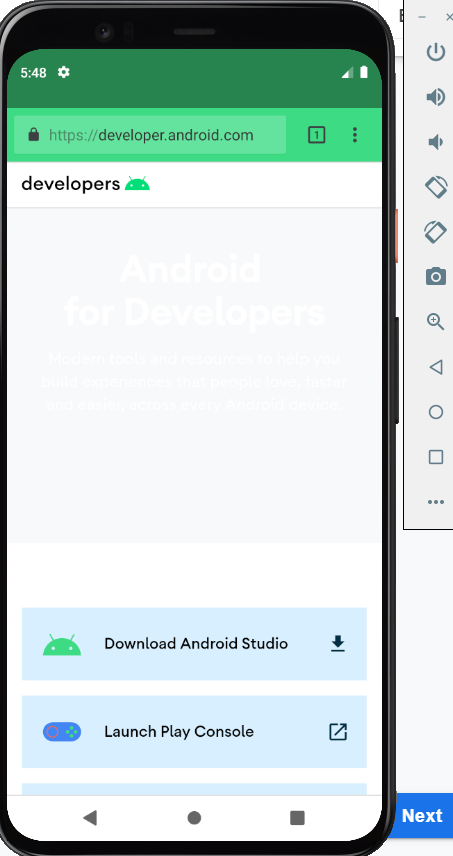 5:48
https://developer.android.com
1
developers
Android
for Developers
Modern tools and resources to help you
build experiences that people love, faster
and easier, across every Android device.
Download Android Studio
Launch Play Console
Next